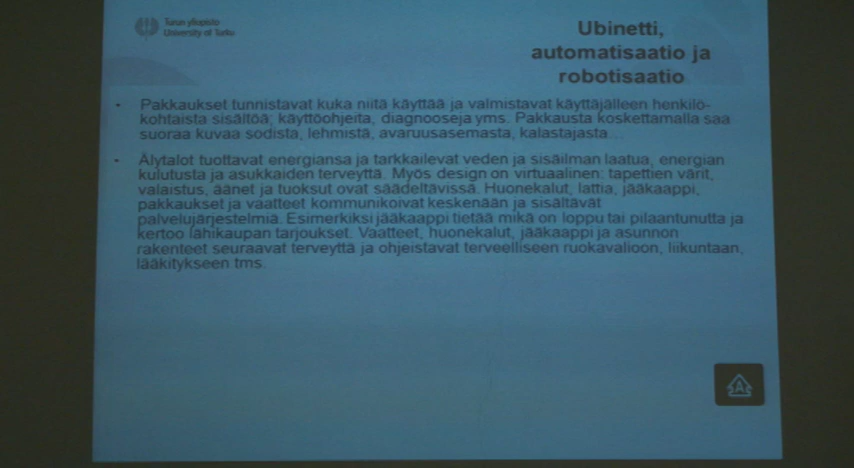 Turun yliopisto
University of Turku
Ubinetti,
automatisaatio ja
robotisaatio
• Pakkaukset tunnistavat kuka niitä käyttää ja valmistavat käyttäjälleen henkilö-
kohtaista sisältöä; käyttöohjeita, diagnooseja yms. Pakkausta koskettamalla saa
suoraa kuvaa sodista, lehmistä, avaruusasemasta, kalastajasta...
• Älytalot tuottavat energiansa ja tarkkailevat veden ja sisäilman laatua, energian
kulutusta ja asukkaiden terveyttä. Myös design on virtuaalinen: tapettien värit,
valaistus, äänet ja tuoksut ovat säädeltävissä. Huonekalut, lattia, jääkaappi,
pakkaukset ja vaatteet kommunikoivat keskenään ja sisältävät
palvelujärjestelmiä. Esimerkiksi jääkaappi tietää mikä on loppu tai pilaantunutta ja
kertoo lähikaupan tarjoukset. Vaatteet, huonekalut, jääkaappi ja asunnon
rakenteet seuraavat terveyttä ja ohjeistavat terveelliseen ruokavalioon, liikuntaan,
lääkitykseen tms.
A